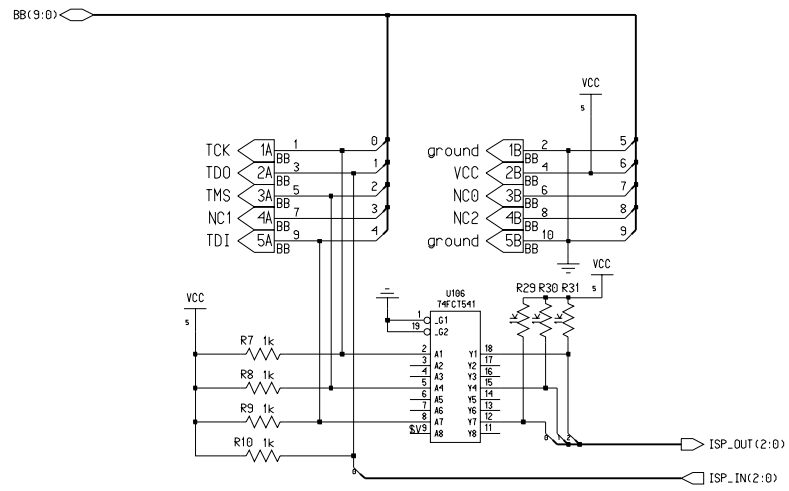 BB(9:0)
VCC
5
TCK 1A 1 0
BB
TDO 2A 3 1
BB
TMS 3A 5 2
BB
NC1 4A 7 3
BB
TDI 5A 9 4
BB
ground 1B 2 5
BB
VCC 2B 4 6
BB
NC0 3B 6 7
BB
NC2 4B 8 8
BB
ground 5B 10 9
BB
VCC
5
R29 R30 R31
1k 1k 1k
VCC
5
U106
74FCT541
1 _G1
19 _G2
R7 1k
2 A1 Y1 18
3 A2 Y2 17
4 A3 Y3 16
R8 1k
5 A4 Y4 15
6 A5 Y5 14
7 A6 Y6 13
R9 1k
8 A7 Y7 12
9 A8 Y8 11
R10 1k
0 1 2
ISP_OUT(2:0)
0
ISP_IN(2:0)